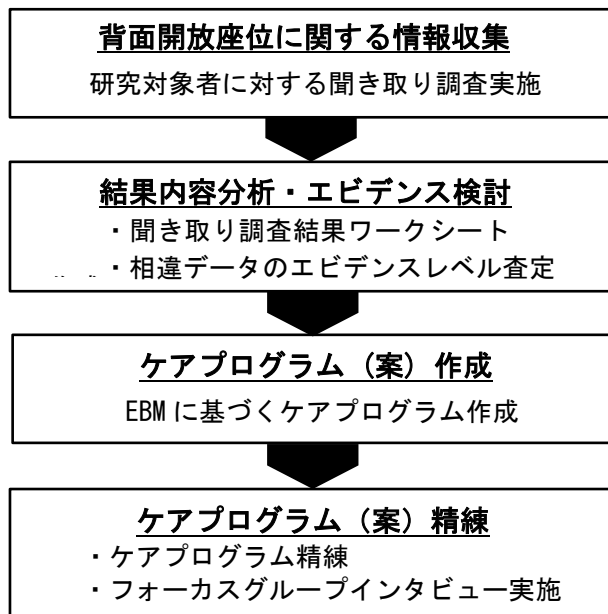 背面開放座位に関する情報収集
研究対象者に対する聞き取り調査実施
結果内容分析・エビデンス検討
・聞き取り調査結果ワークシート
・相違データのエビデンスレベル査定
ケアプログラム（案）作成
EBMに基づくケアプログラム作成
ケアプログラム（案）精練
・ケアプログラム精練
・フォーカスグループインタビュー実施